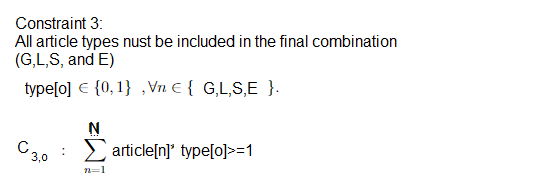 Constraint 3:
All article types nust be included in the final combination
(G,L,S, and E)
type[o] ∈ {0, 1} , ∀n ∈ { G,L,S,E }.
N
C3,o : ∑ article[n]* type[o]>=1
n=1